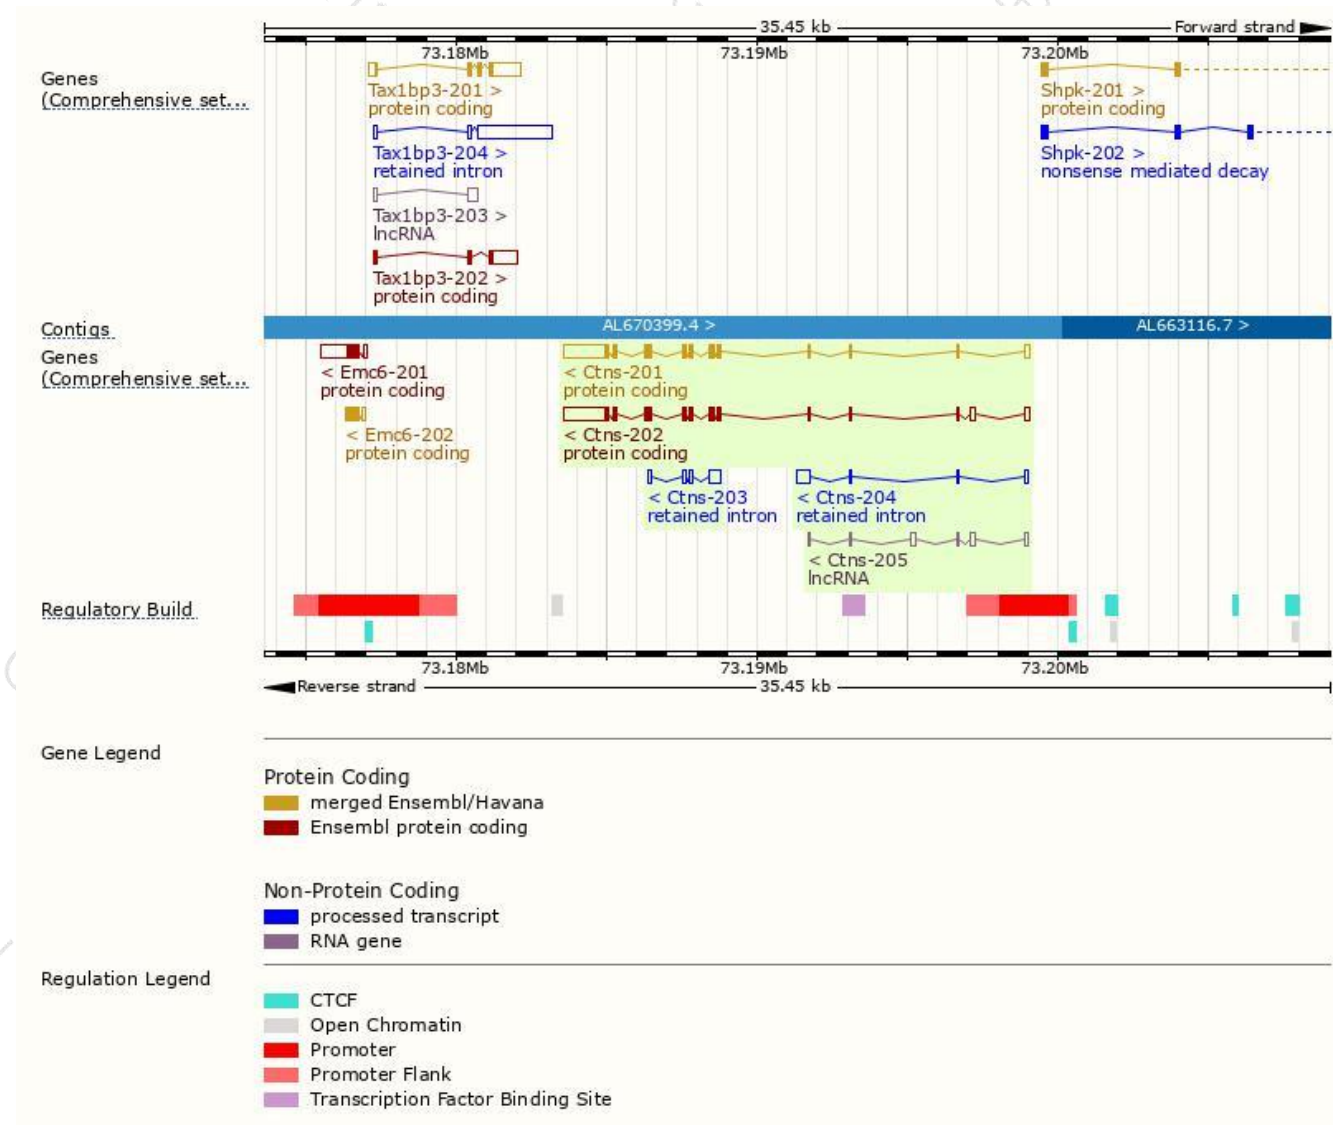 35.45 kb Forward strand
73.18Mb 73.19Mb 73.20Mb
Genes
(Comprehensive set...
Tax1bp3-201 >
protein coding
Shpk-201 >
protein coding
Tax1bp3-204 >
retained intron
Shpk-202 >
nonsense mediated decay
Tax1bp3-203 >
lncRNA
Tax1bp3-202 >
protein coding
Contigs
AL670399.4 > AL663116.7 >
Genes
(Comprehensive set...
< Emc6-201
protein coding
< Ctns-201
protein coding
< Emc6-202
protein coding
< Ctns-202
protein coding
< Ctns-203
retained intron
< Ctns-204
retained intron
< Ctns-205
lncRNA
Regulatory Build
73.18Mb 73.19Mb 73.20Mb
Reverse strand 35.45 kb
Gene Legend
Protein Coding
merged Ensembl/Havana
Ensembl protein coding
Non-Protein Coding
processed transcript
RNA gene
Regulation Legend
CTCF
Open Chromatin
Promoter
Promoter Flank
Transcription Factor Binding Site